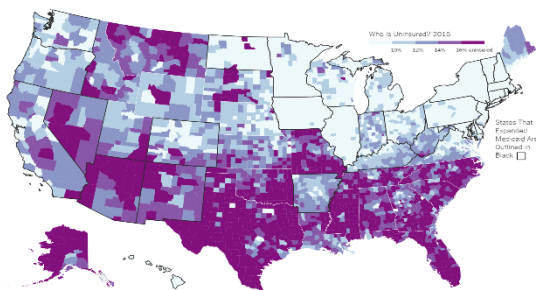 Who Is Uninsured? 2015
10% 12% 14% 16% uninsured
States That
Expanded
Medicaid Are
Outlined in
Black